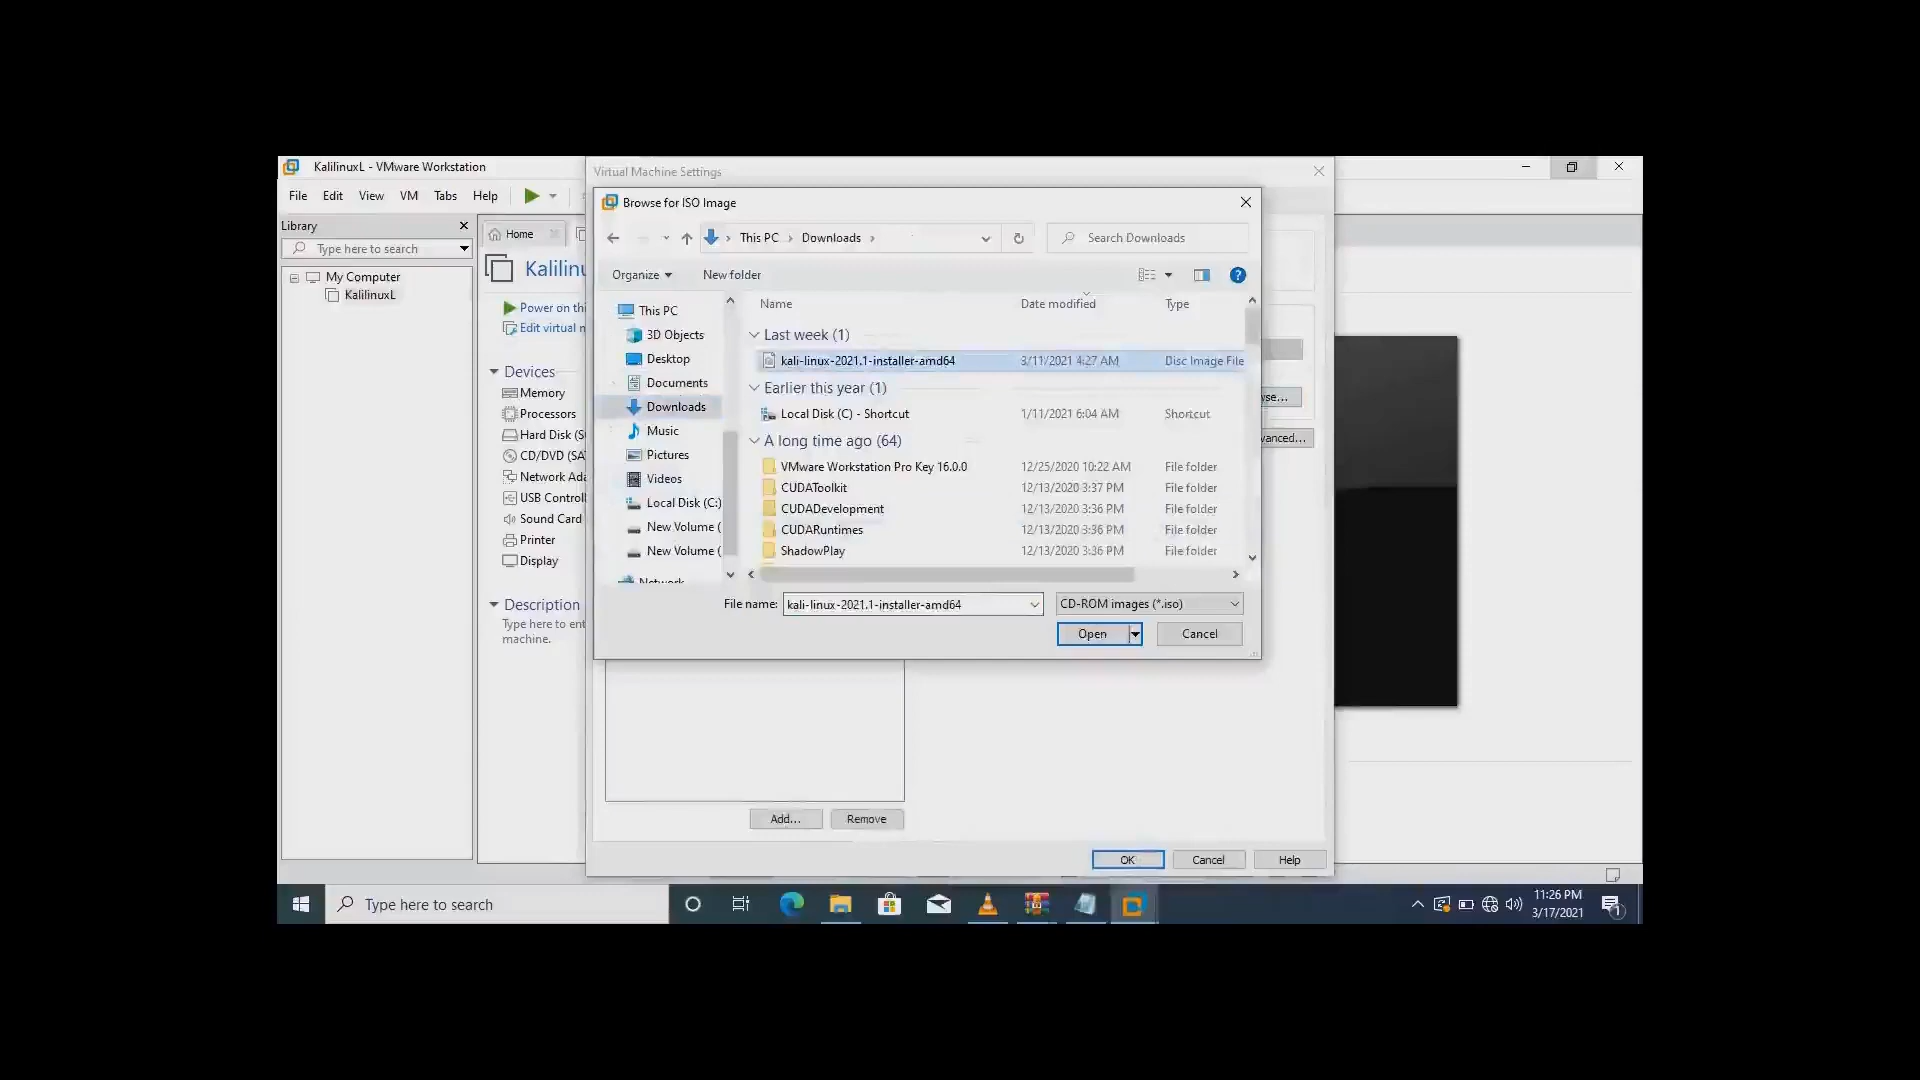 KalilinuxL - VMware Workstation
File Edit View VM Tabs Help
Library
Type here to search
My Computer
KalilinuxL
Home
Power on
Edit virtual
Devices
Memory
Processors
Hard Disk
CD/DVD
Network
USB
Sound Card
Printer
Display
Description
Type here to
machine.
Virtual Machine Settings
Browse for ISO Image
This PC Downloads
Search Downloads
Organize New folder
This PC
3D Objects
Desktop
Documents
Downloads
Music
Pictures
Videos
Local Disk (C:)
New Volume (
New Volume (
Network
Name Date modified Type
Last week (1)
kali-linux-2021.1-installer-amd64 3/11/2021 4:27 AM Disc Image File
Earlier this year (1)
Local Disk (C) - Shortcut 1/11/2021 6:04 AM Shortcut
A long time ago (64)
VMware Workstation Pro Key 16.0.0 12/25/2020 10:22 AM File folder
CUDAToolkit 12/13/2020 3:37 PM File folder
CUDADevelopment 12/13/2020 3:36 PM File folder
CUDARuntimes 12/13/2020 3:36 PM File folder
ShadowPlay 12/13/2020 3:36 PM File folder
File name: kali-linux-2021.1-installer-amd64 CD-ROM images (*.iso)
Open Cancel
Add... Remove
OK Cancel Help
Type here to search
11:26 PM
3/17/2021
1